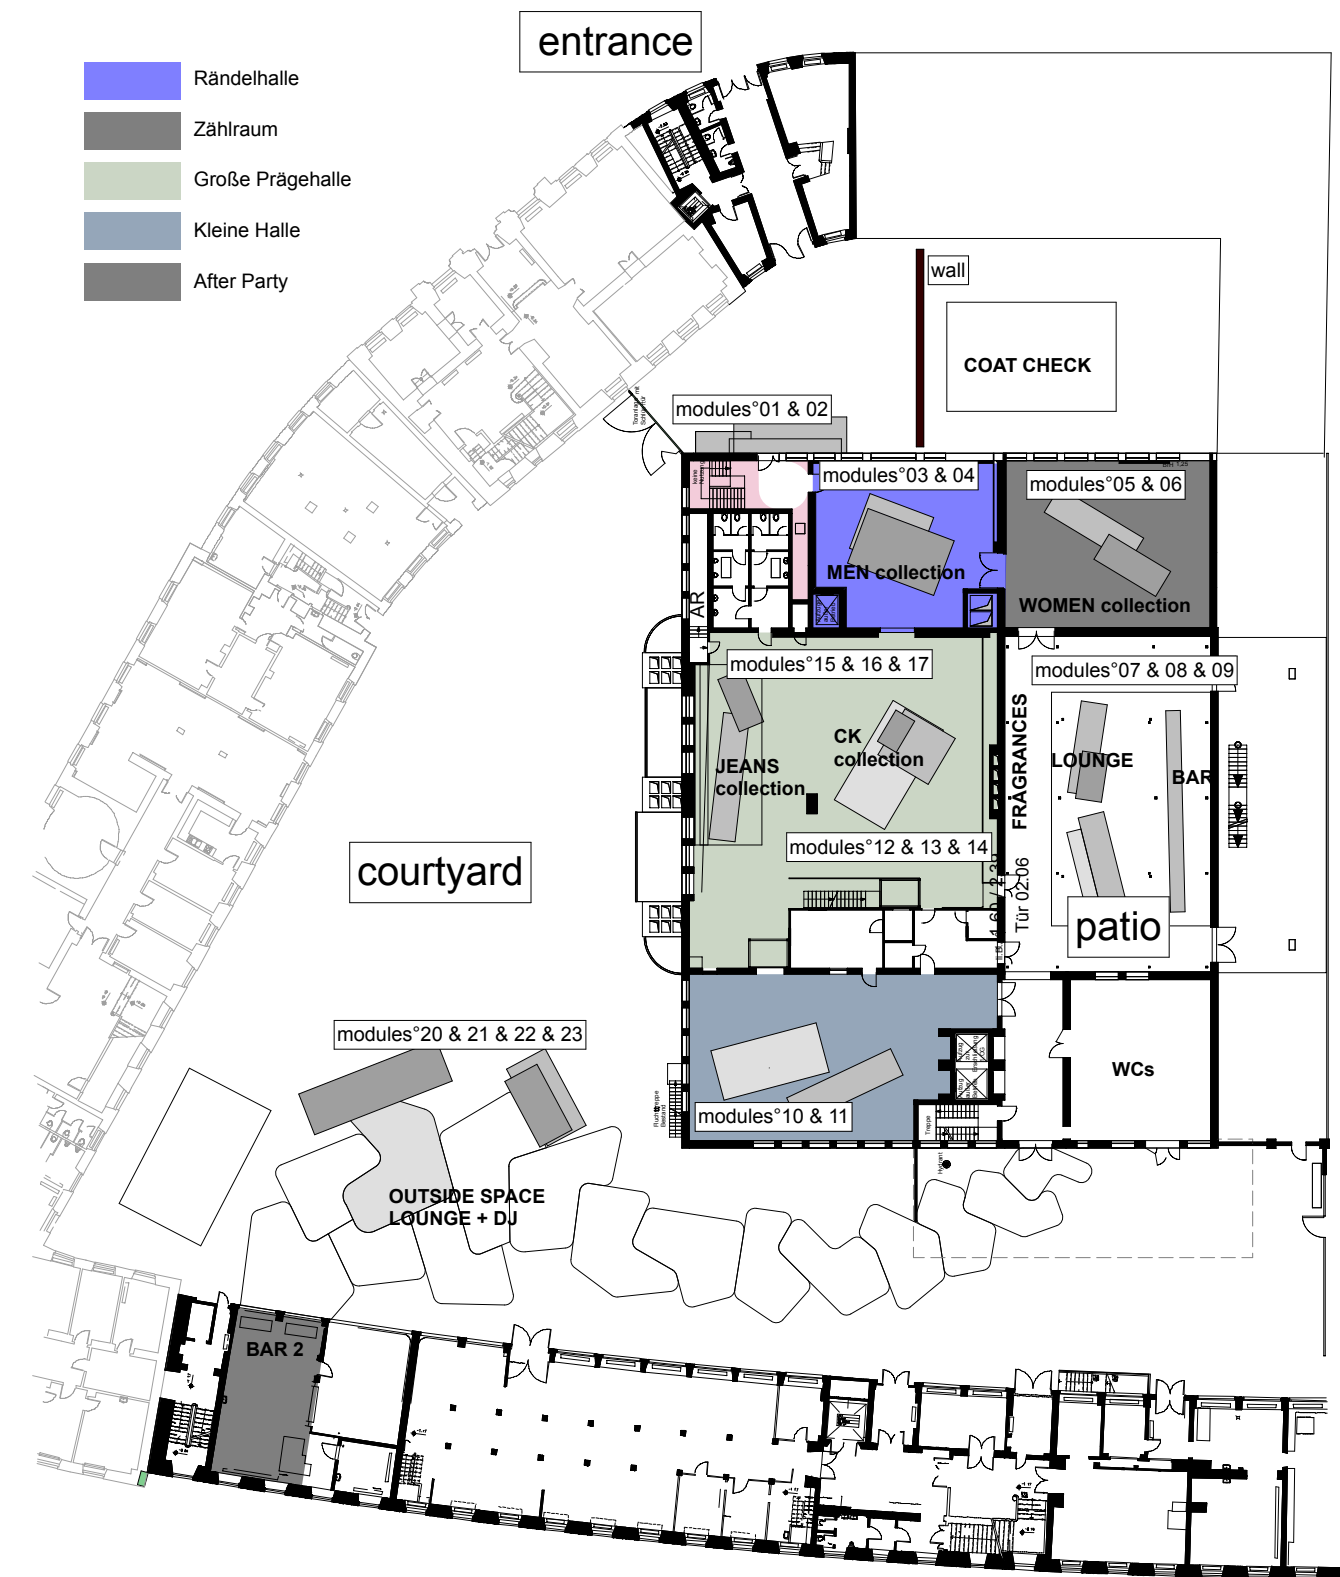 entrance
Rändelhalle
Zählraum
Große Prägehalle
Kleine Halle
After Party
wall
COAT CHECK
modules°01 & 02
modules°03 & 04
modules°05 & 06
MEN collection
WOMEN collection
AR
modules°15 & 16 & 17
modules°07 & 08 & 09
FRAGRANCES
CK
collection
LOUNGE
JEANS
collection
BAR
modules°12 & 13 & 14
Tür 02.06
courtyard
patio
modules°20 & 21 & 22 & 23
WCs
modules°10 & 11
Treppe
Hydrant
OUTSIDE SPACE
LOUNGE + DJ
BAR 2